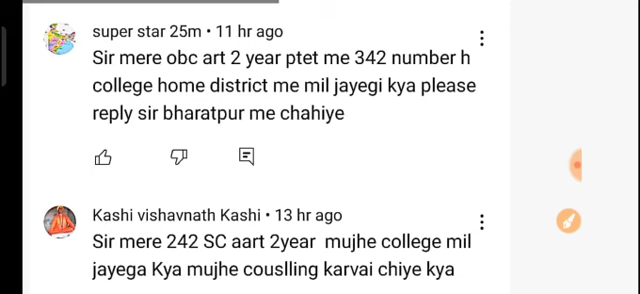 super star 25m • 11 hr ago
Sir mere obc art 2 year ptet me 342 number h
college home district me mil jayegi kya please
reply sir bharatpur me chahiye
Kashi vishavnath Kashi • 13 hr ago
Sir mere 242 SC aart 2year mujhe college mil
jayega Kya mujhe couslling karvai chiye kya